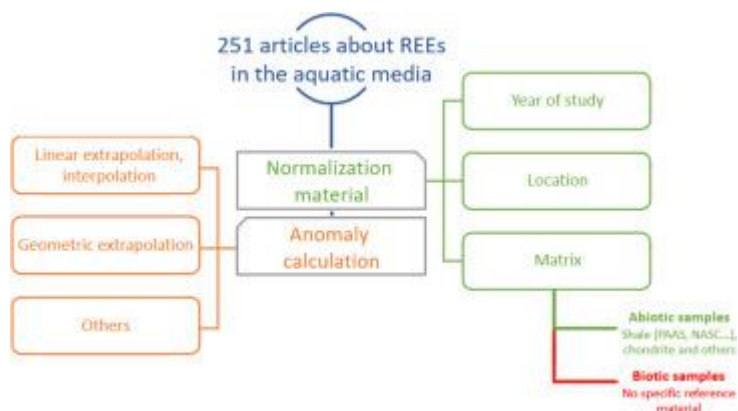 251 articles about REEs
in the aquatic media
Linear extrapolation,
interpolation
Geometric extrapolation
Others
Normalization
material
Anomaly
calculation
Year of study
Location
Matrix
Abiotic samples
Shale (PAAS, NASC...),
chondrite and others
Biotic samples
No specific reference
material